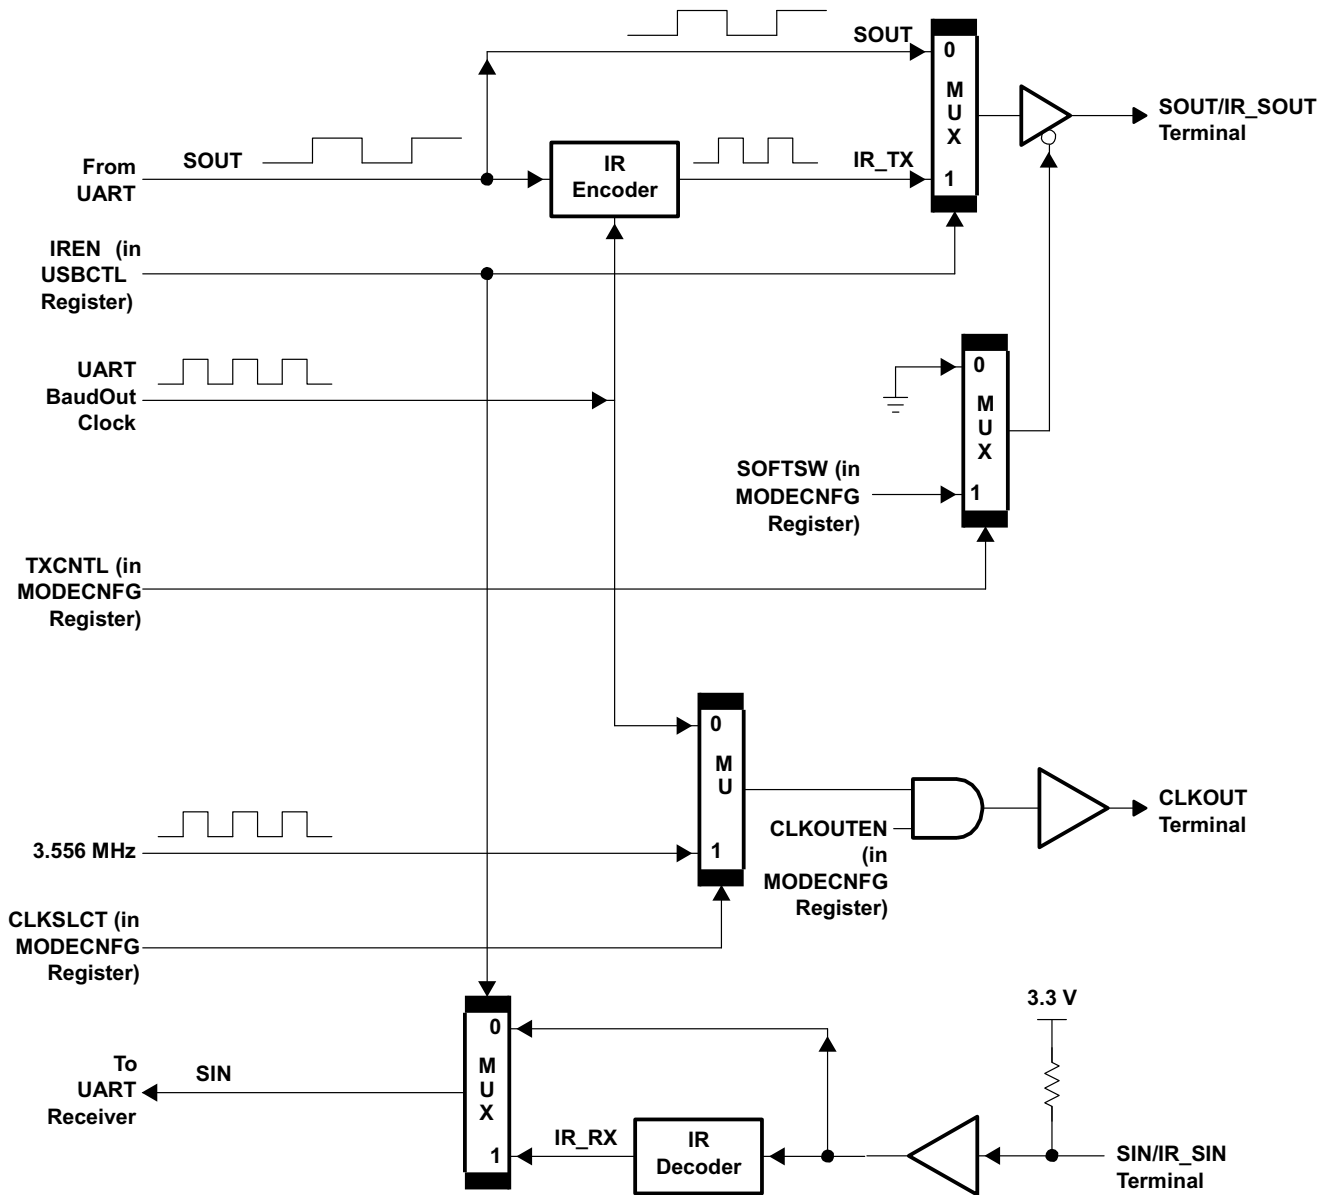 SOUT
0
M
U
X
1
SOUT/IR_SOUT
Terminal
From
UART
SOUT
IR
Encoder
IR_TX
IREN (in
USBCTL
Register)
UART
BaudOut
Clock
0
M
U
X
1
SOFTSW (in
MODECNFG
Register)
TXCNTL (in
MODECNFG
Register)
0
M
U
1
CLKOUT
Terminal
CLKOUTEN
(in
MODECNFG
Register)
3.556 MHz
CLKSLCT (in
MODECNFG
Register)
3.3 V
0
M
U
X
1
To
UART
Receiver
SIN
IR_RX
IR
Decoder
SIN/IR_SIN
Terminal